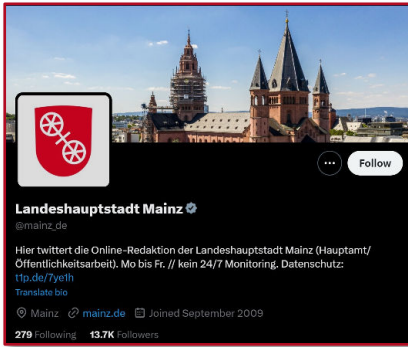 Follow
Landeshauptstadt Mainz
@mainz_de
Hier twittert die Online-Redaktion der Landeshauptstadt Mainz (Hauptamt/
Öffentlichkeitsarbeit). Mo bis Fr. // kein 24/7 Monitoring. Datenschutz:
t1p.de/7ye1h
Translate bio
Mainz mainz.de Joined September 2009
279 Following 13.7K Followers